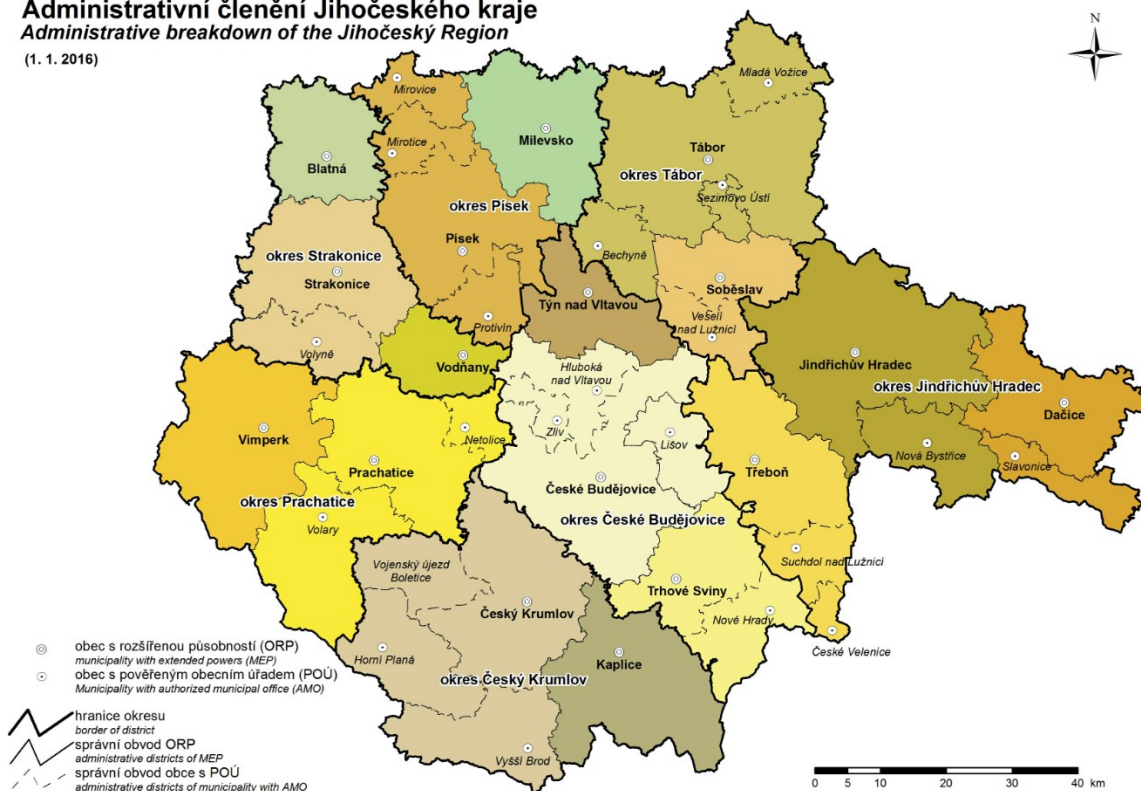 Administrativní členění Jihočeského kraje
Administrative breakdown of the Jihočeský Region
(1. 1. 2016)
N
Mirovice
Mladá Vožice
Milevsko
Mirotice
Tábor
Blatná
okres Tábor
Sezimovo Ústí
okres Písek
Písek
okres Strakonice
Bechyně
Strakonice
Soběslav
Týn nad Vltavou
Veselí
nad Lužnicí
Protivín
Volyně
Vodňany
Hluboká
nad Vltavou
Jindřichův Hradec
okres Jindřichův Hradec
Dačice
Vimperk
Netolice
Zliv
Lišov
Nová Bystřice
Slavonice
Prachatice
Třeboň
České Budějovice
okres Prachatice
Volary
okres České Budějovice
Suchdol nad Lužnicí
Vojenský újezd
Boletice
Trhové Sviny
Český Krumlov
Nové Hrady
České Velenice
Horní Planá
Kaplice
okres Český Krumlov
Vyšší Brod
obec s rozšířenou působností (ORP)
municipality with extended powers (MEP)
obec s pověřeným obecním úřadem (POÚ)
Municipality with authorized municipal office (AMO)
hranice okresu
border of district
správní obvod ORP
administrative districts of MEP
správní obvod obce s POÚ
administrative districts of municipality with AMO
0 5 10 20 30 40 km